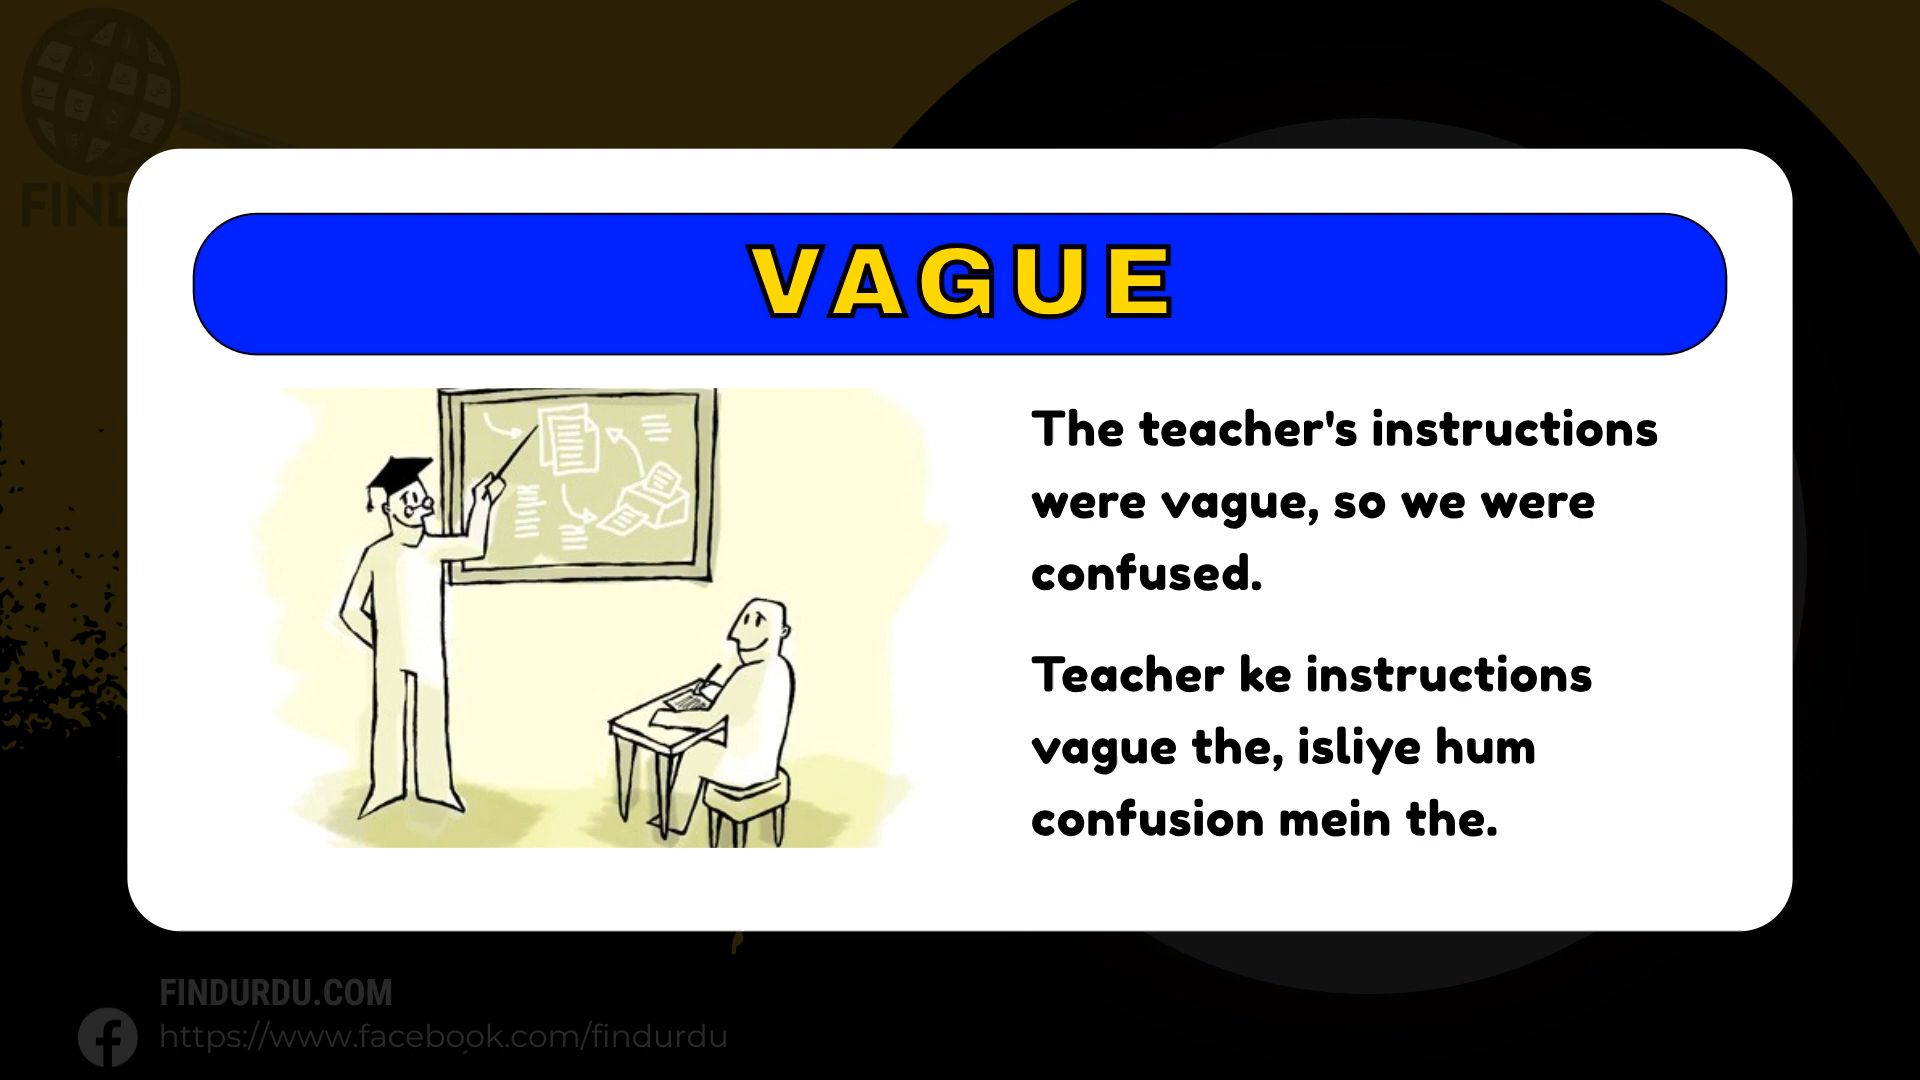 FIND
VAGUE
The teacher's instructions
were vague, so we were
confused.
Teacher ke instructions
vague the, isliye hum
confusion mein the.
FINDURDU.COM
https://www.facebook.com/findurdu